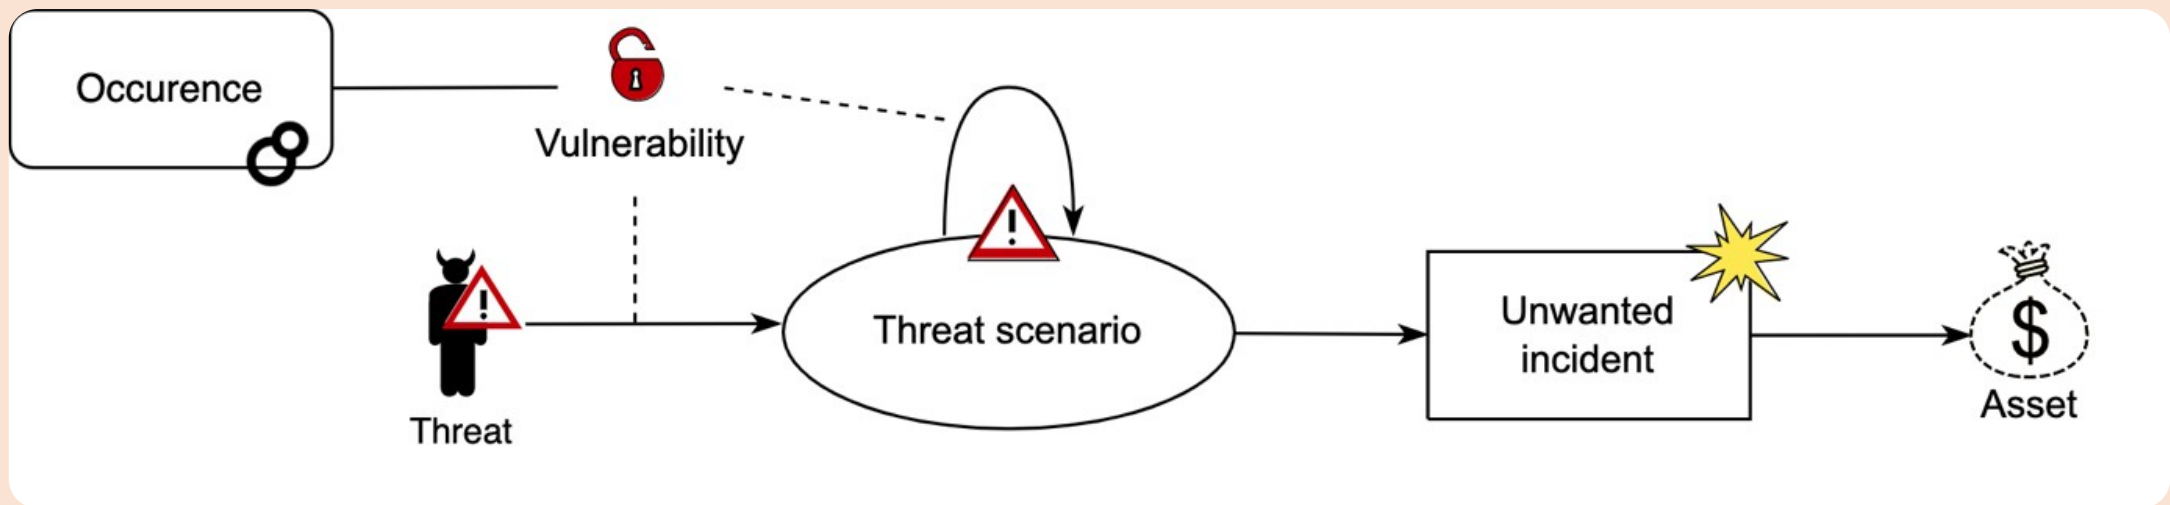 Occurence
Vulnerability
Threat
Threat scenario
Unwanted
incident
$
Asset